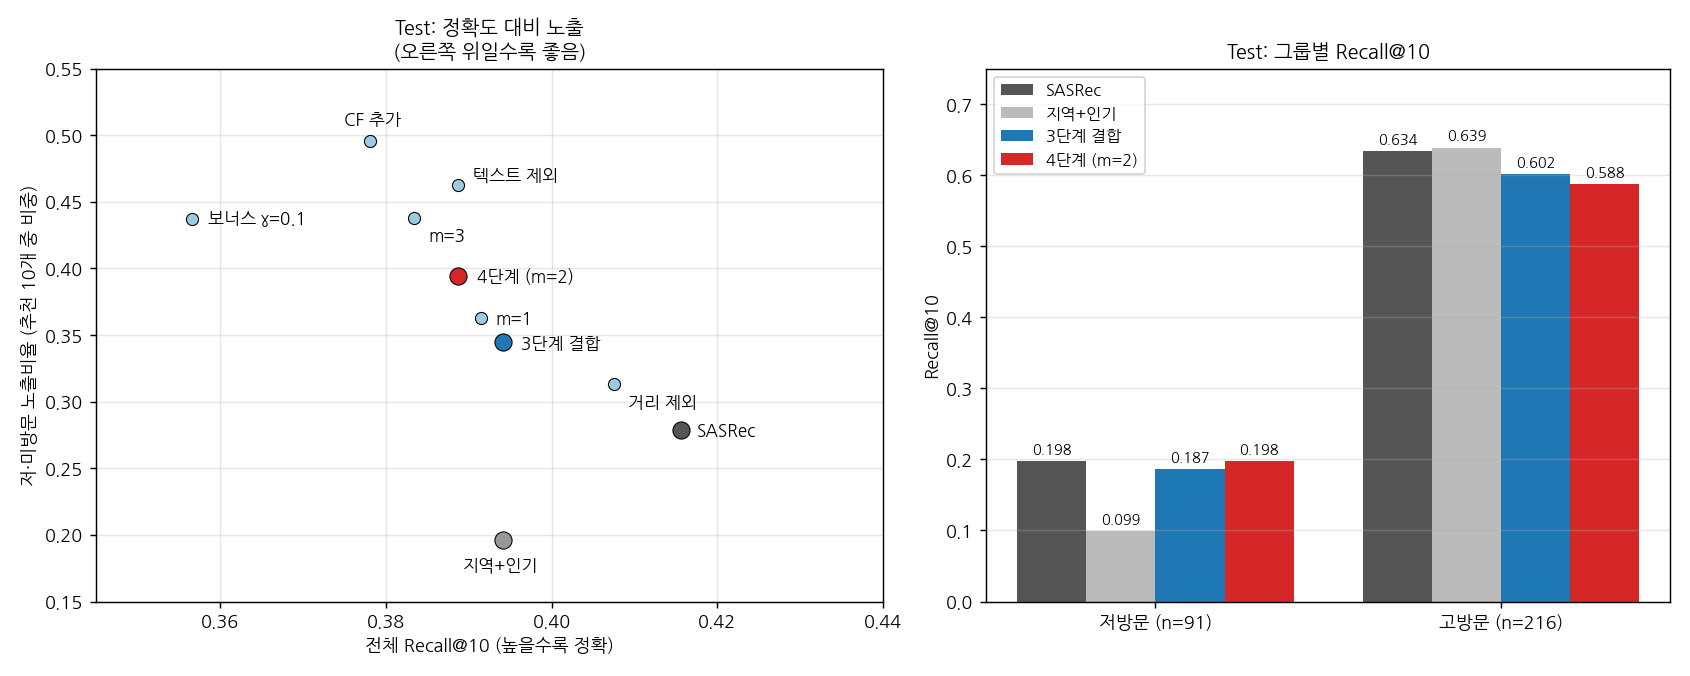 Test: 정확도 대비 노출
(오른쪽 위일수록 좋음)
저·미방문 노출비율 (추천 10개 중 비중)
0.55
0.50
0.45
0.40
0.35
0.30
0.25
0.20
0.15
CF 추가
텍스트 제외
보너스 ɣ=0.1
m=3
4단계 (m=2)
m=1
3단계 결합
거리 제외
SASRec
지역+인기
0.36
0.38
0.40
0.42
0.44
전체 Recall@10 (높을수록 정확)
Test: 그룹별 Recall@10
Recall@10
0.7
0.6
0.5
0.4
0.3
0.2
0.1
0.0
SASRec
지역+인기
3단계 결합
4단계 (m=2)
0.198
0.099
0.187
0.198
0.634
0.639
0.602
0.588
저방문 (n=91)
고방문 (n=216)